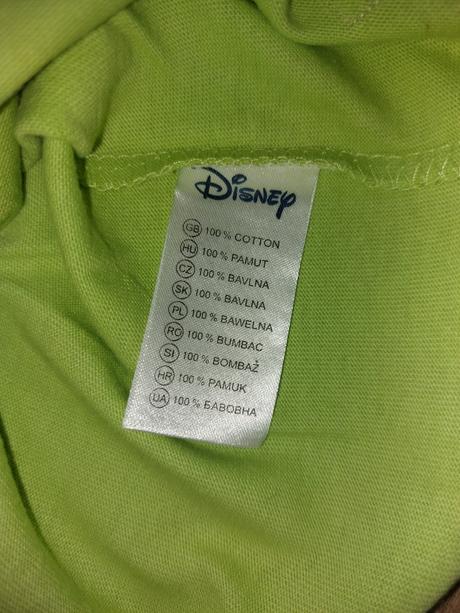 Disney
GB 100 % COTTON
HU 100 % PAMUT
CZ 100 % BAVLNA
SK 100 % BAVLNA
PL 100 % BAWELNA
RO 100 % BUMBAC
SI 100 % BOMBAŽ
HR 100 % PAMUK
UA 100 % БАВОВНА